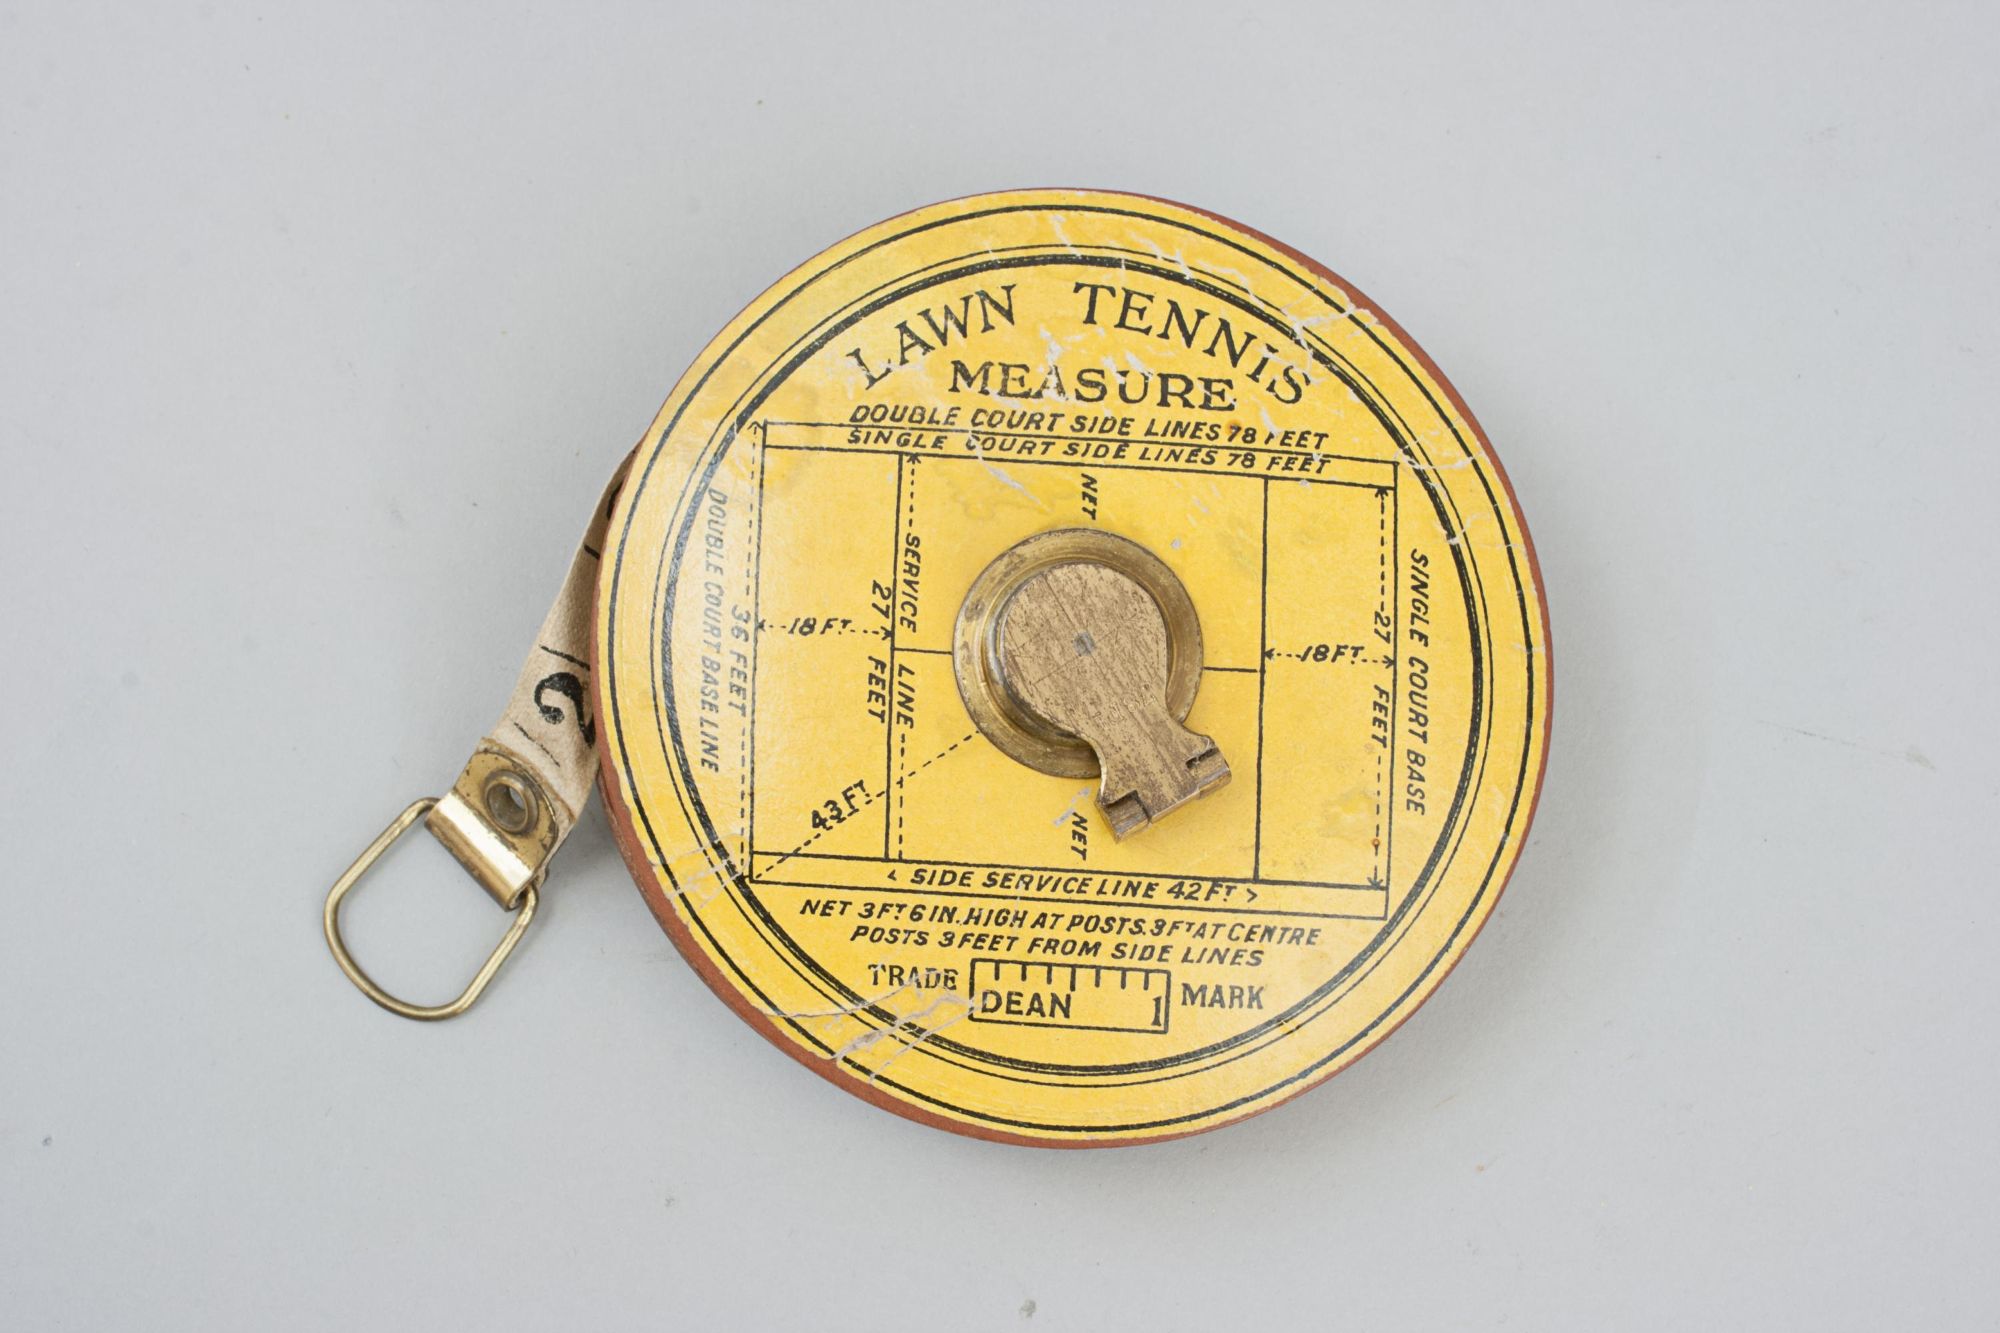 LAWN TENNIS
MEASURE
DOUBLE COURT SIDE LINES 78 FEET
SINGLE COURT SIDE LINES 78 FEET
NET
SERVICE LINE
27 FEET
DOUBLE COURT BASE LINE
36 FEET
18 FT
18 FT
27 FEET
SINGLE COURT BASE
43 FT
NET
SIDE SERVICE LINE 42 FT
NET 3 FT 6 IN. HIGH AT POSTS. 3 FT AT CENTRE
POSTS 3 FEET FROM SIDE LINES
TRADE DEAN 1 MARK
2